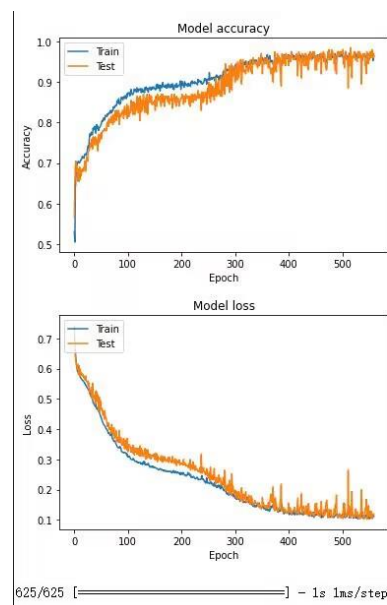 Model accuracy
1.0
Train
Test
0.9
0.8
0.7
0.6
0.5
Accuracy
0 100 200 300 400 500
Epoch
Model loss
Train
Test
0.7
0.6
0.5
0.4
0.3
0.2
0.1
Loss
0 100 200 300 400 500
Epoch
625/625 [==============================] - 1s 1ms/step